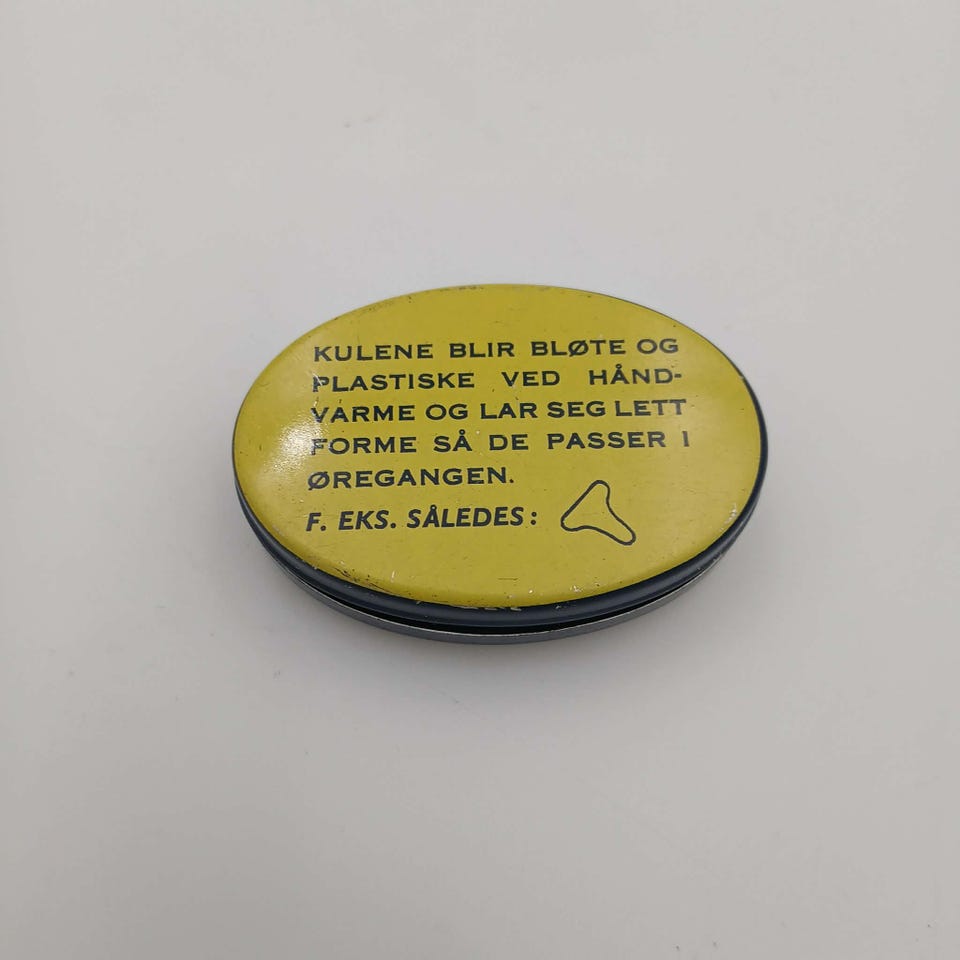 KULENE BLIR BLØTE OG
PLASTISKE VED HÅND-
VARME OG LAR SEG LETT
FORME SÅ DE PASSER I
ØREGANGEN.
F. EKS. SÅLEDES: